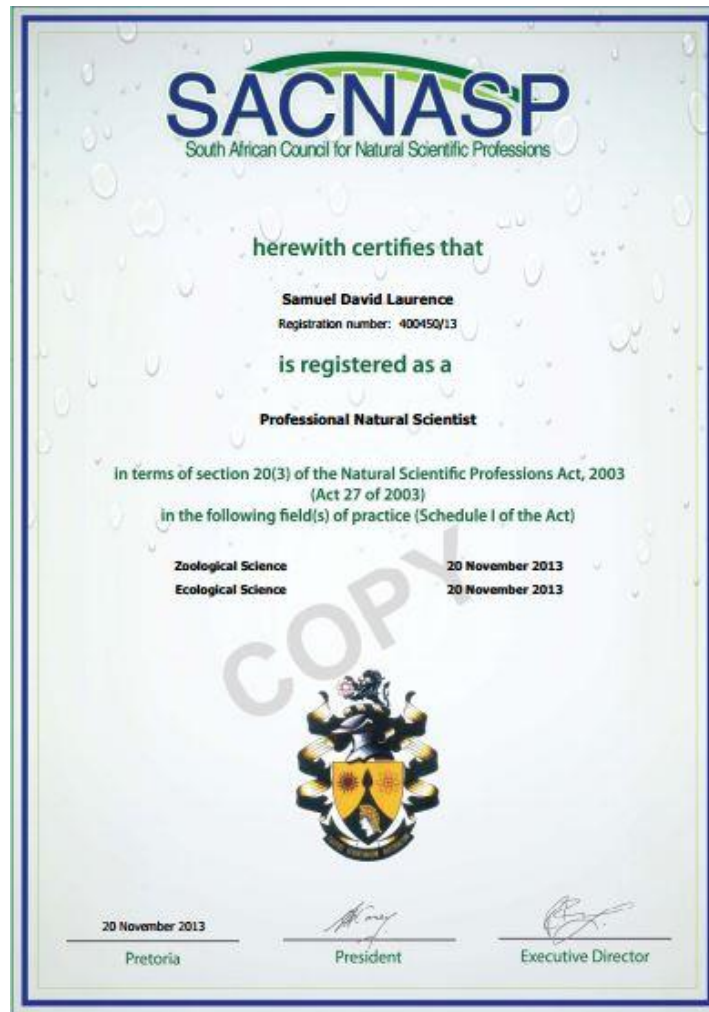 SACNASP
South African Council for Natural Scientific Professions
herewith certifies that
Samuel David Laurence
Registration number: 400450/13
is registered as a
Professional Natural Scientist
in terms of section 20(3) of the Natural Scientific Professions Act, 2003
(Act 27 of 2003)
in the following field(s) of practice (Schedule I of the Act)
Zoological Science 20 November 2013
Ecological Science 20 November 2013
COPY
20 November 2013
Pretoria President Executive Director